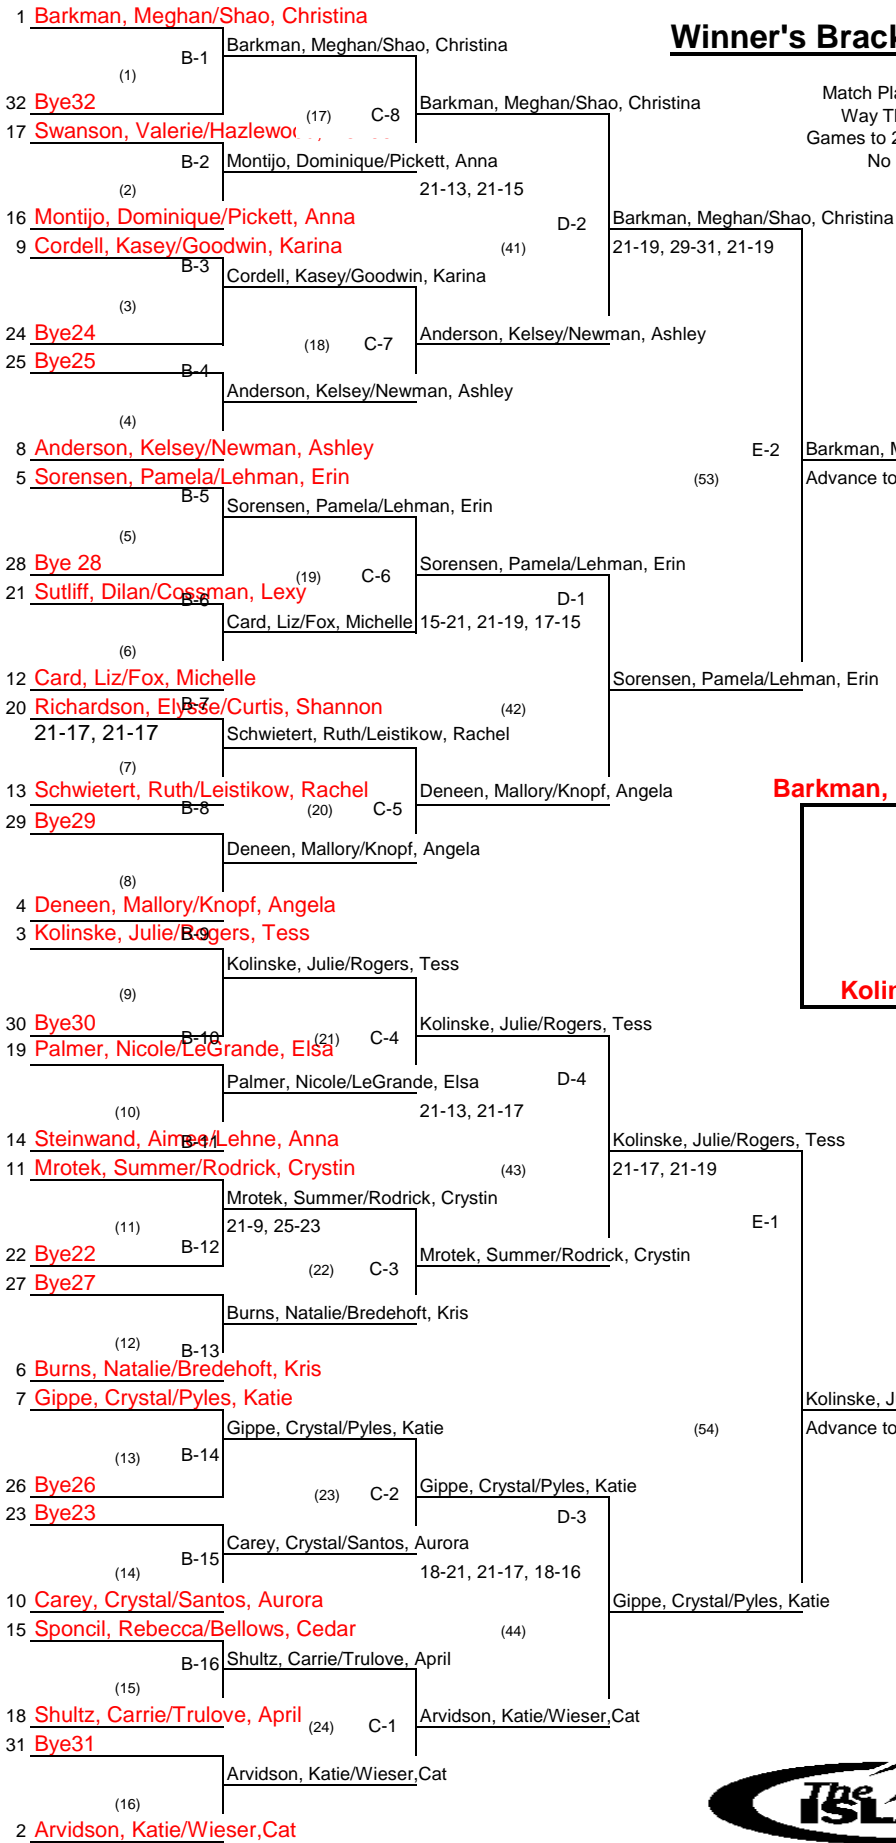 1 Barkman, Meghan/Shao, Christina
Winner's Brack
B-1 Barkman, Meghan/Shao, Christina
(1)
Match Pla
32 Bye32
(17) C-8 Barkman, Meghan/Shao, Christina
Way Th
17 Swanson, Valerie/Hazlewood,
Games to 2
B-2 Montijo, Dominique/Pickett, Anna
No
(2)
21-13, 21-15
16 Montijo, Dominique/Pickett, Anna
D-2 Barkman, Meghan/Shao, Christina
9 Cordell, Kasey/Goodwin, Karina
(41) 21-19, 29-31, 21-19
B-3 Cordell, Kasey/Goodwin, Karina
(3)
24 Bye24
(18) C-7 Anderson, Kelsey/Newman, Ashley
25 Bye25
B-4
Anderson, Kelsey/Newman, Ashley
(4)
8 Anderson, Kelsey/Newman, Ashley
E-2 Barkman, M
5 Sorensen, Pamela/Lehman, Erin
(53) Advance to
B-5 Sorensen, Pamela/Lehman, Erin
(5)
28 Bye 28
(19) C-6 Sorensen, Pamela/Lehman, Erin
21 Sutliff, Dilan/Cossman, Lexy
B-6
D-1
Card, Liz/Fox, Michelle 15-21, 21-19, 17-15
(6)
12 Card, Liz/Fox, Michelle
Sorensen, Pamela/Lehman, Erin
20 Richardson, Elysse/Curtis, Shannon
B-7
(42)
21-17, 21-17
Schwietert, Ruth/Leistikow, Rachel
(7)
13 Schwietert, Ruth/Leistikow, Rachel
Deneen, Mallory/Knopf, Angela
Barkman,
B-8 (20) C-5
29 Bye29
Deneen, Mallory/Knopf, Angela
(8)
4 Deneen, Mallory/Knopf, Angela
3 Kolinske, Julie/Rogers, Tess
B-9
Kolinske, Julie/Rogers, Tess
(9)
Kolin
30 Bye30
B-10 (21) C-4 Kolinske, Julie/Rogers, Tess
19 Palmer, Nicole/LeGrande, Elsa
Palmer, Nicole/LeGrande, Elsa
D-4
(10)
21-13, 21-17
14 Steinwand, Aimee/Lehne, Anna
B-11
Kolinske, Julie/Rogers, Tess
11 Mrotek, Summer/Rodrick, Crystin
(43) 21-17, 21-19
Mrotek, Summer/Rodrick, Crystin
(11) 21-9, 25-23
E-1
22 Bye22
B-12
(22) C-3 Mrotek, Summer/Rodrick, Crystin
27 Bye27
Burns, Natalie/Bredehoft, Kris
(12) B-13
6 Burns, Natalie/Bredehoft, Kris
7 Gippe, Crystal/Pyles, Katie
Kolinske, J
Gippe, Crystal/Pyles, Katie
(54) Advance to
(13) B-14
26 Bye26
(23) C-2 Gippe, Crystal/Pyles, Katie
23 Bye23
D-3
Carey, Crystal/Santos, Aurora
(14) B-15
18-21, 21-17, 18-16
10 Carey, Crystal/Santos, Aurora
Gippe, Crystal/Pyles, Katie
15 Sponcil, Rebecca/Bellows, Cedar
(44)
B-16 Shultz, Carrie/Trulove, April
(15)
18 Shultz, Carrie/Trulove, April
(24) C-1 Arvidson, Katie/Wieser,Cat
31 Bye31
Arvidson, Katie/Wieser,Cat
(16)
The
ISL
2 Arvidson, Katie/Wieser,Cat